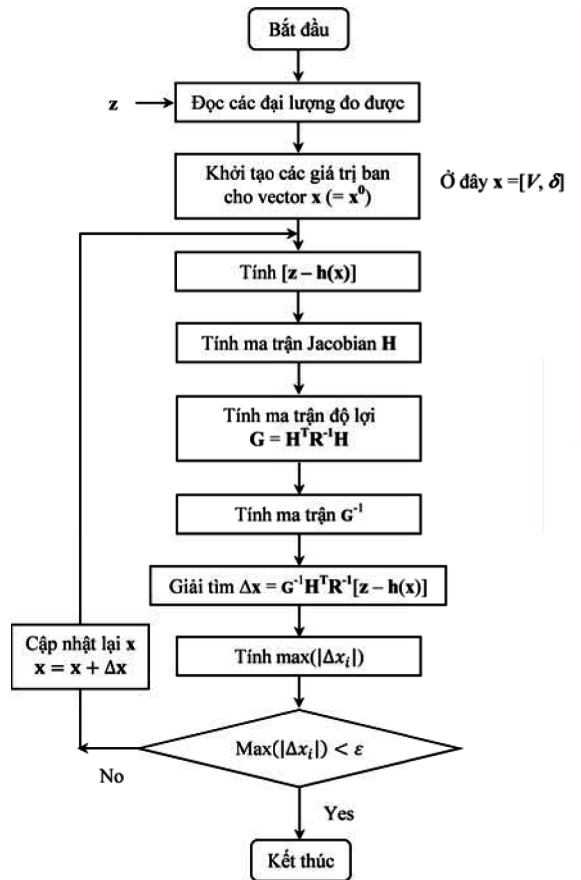 Bắt đầu
z
Đọc các đại lượng đo được
Khởi tạo các giá trị ban
cho vector x (= x⁰)
Ở đây x =[V, δ]
Tính [z – h(x)]
Tính ma trận Jacobian H
Tính ma trận độ lợi
G = HᵀR⁻¹H
Tính ma trận G⁻¹
Giải tìm Δx = G⁻¹HᵀR⁻¹[z – h(x)]
Cập nhật lại x
x = x + Δx
Tính max(|Δxᵢ|)
Max(|Δxᵢ|) < ε
No
Yes
Kết thúc